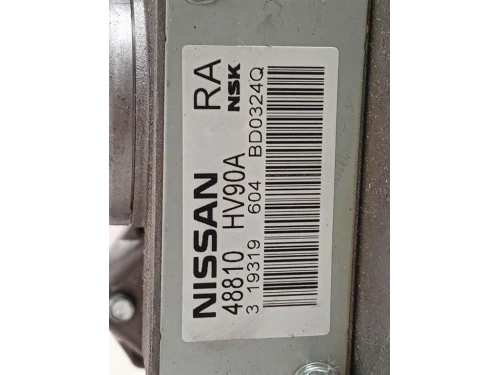 NISSAN RA
48810 HV90A NSK
3 19319 604 BD0324Q